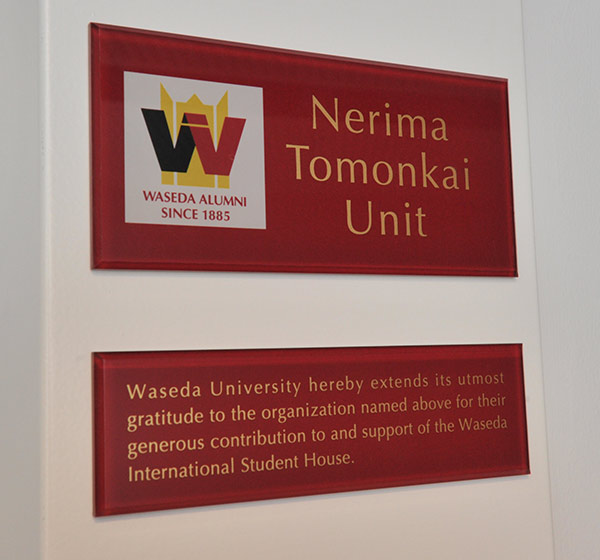 WASEDA ALUMNI
SINCE 1885
Nerima
Tomonkai
Unit
Waseda University hereby extends its utmost
gratitude to the organization named above for their
generous contribution to and support of the Waseda
International Student House.